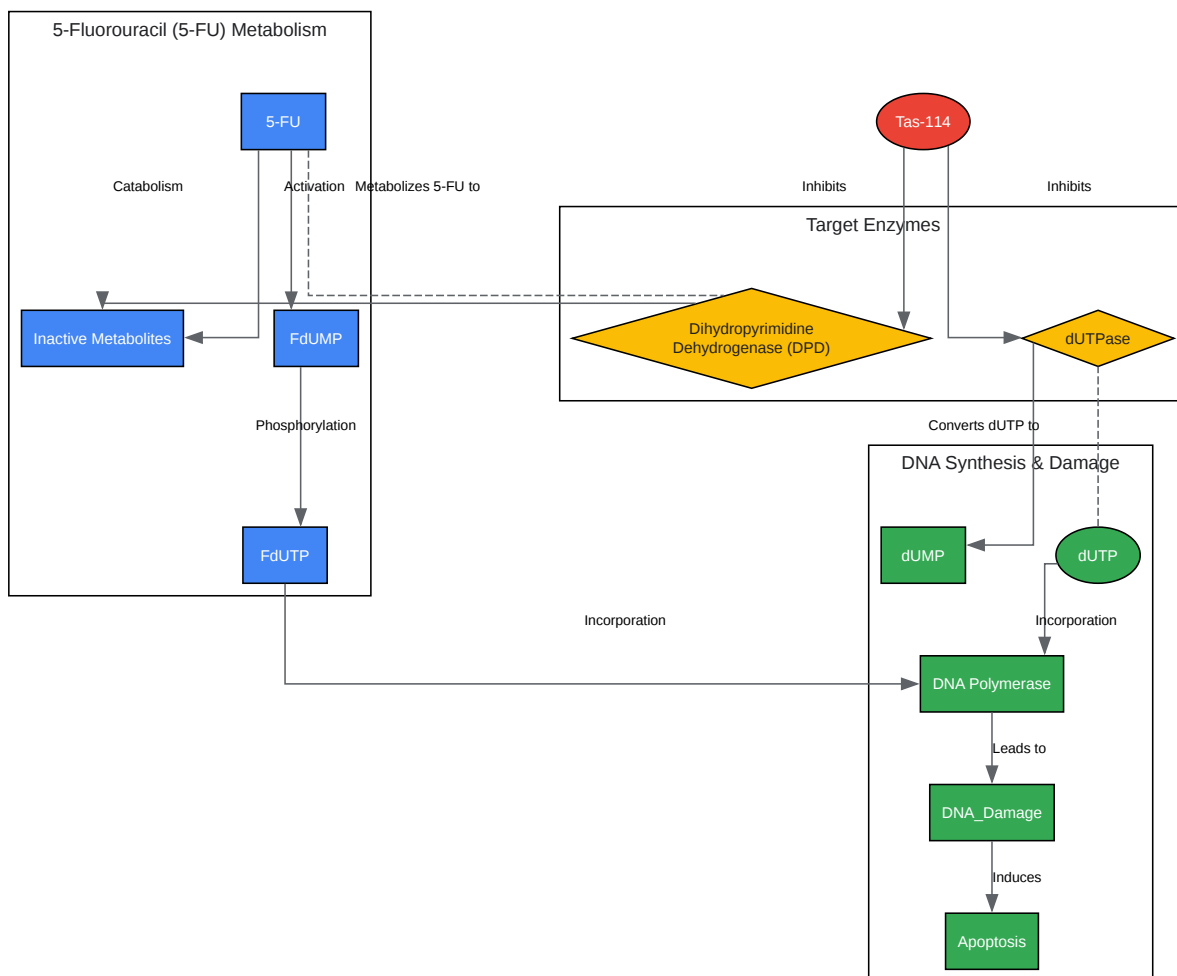 5-Fluorouracil (5-FU) Metabolism
5-FU
Tas-114
Catabolism
Activation
Metabolizes 5-FU to
Inhibits
Inhibits
Target Enzymes
Inactive Metabolites
FdUMP
Dihydropyrimidine
Dehydrogenase (DPD)
dUTPase
Phosphorylation
Converts dUTP to
DNA Synthesis & Damage
FdUTP
dUMP
dUTP
Incorporation
Incorporation
DNA Polymerase
Leads to
DNA_Damage
Induces
Apoptosis